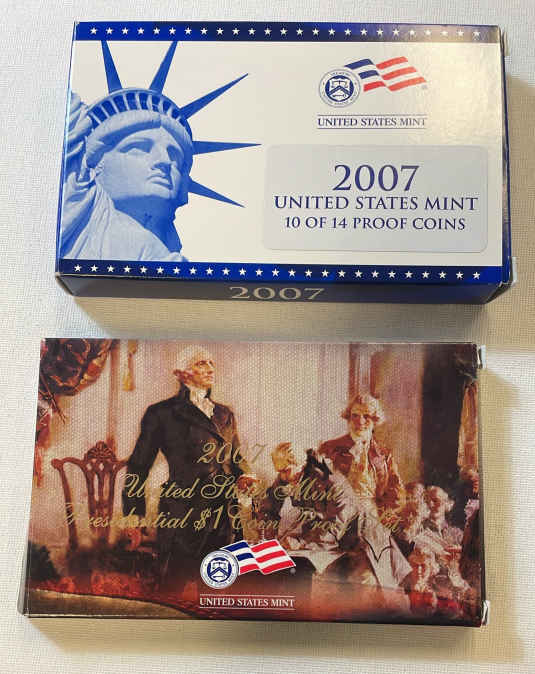 UNITED STATES MINT
2007
UNITED STATES MINT
10 OF 14 PROOF COINS
2007
2007
United States Mint
Presidential $1 Coin Proof Set
UNITED STATES MINT